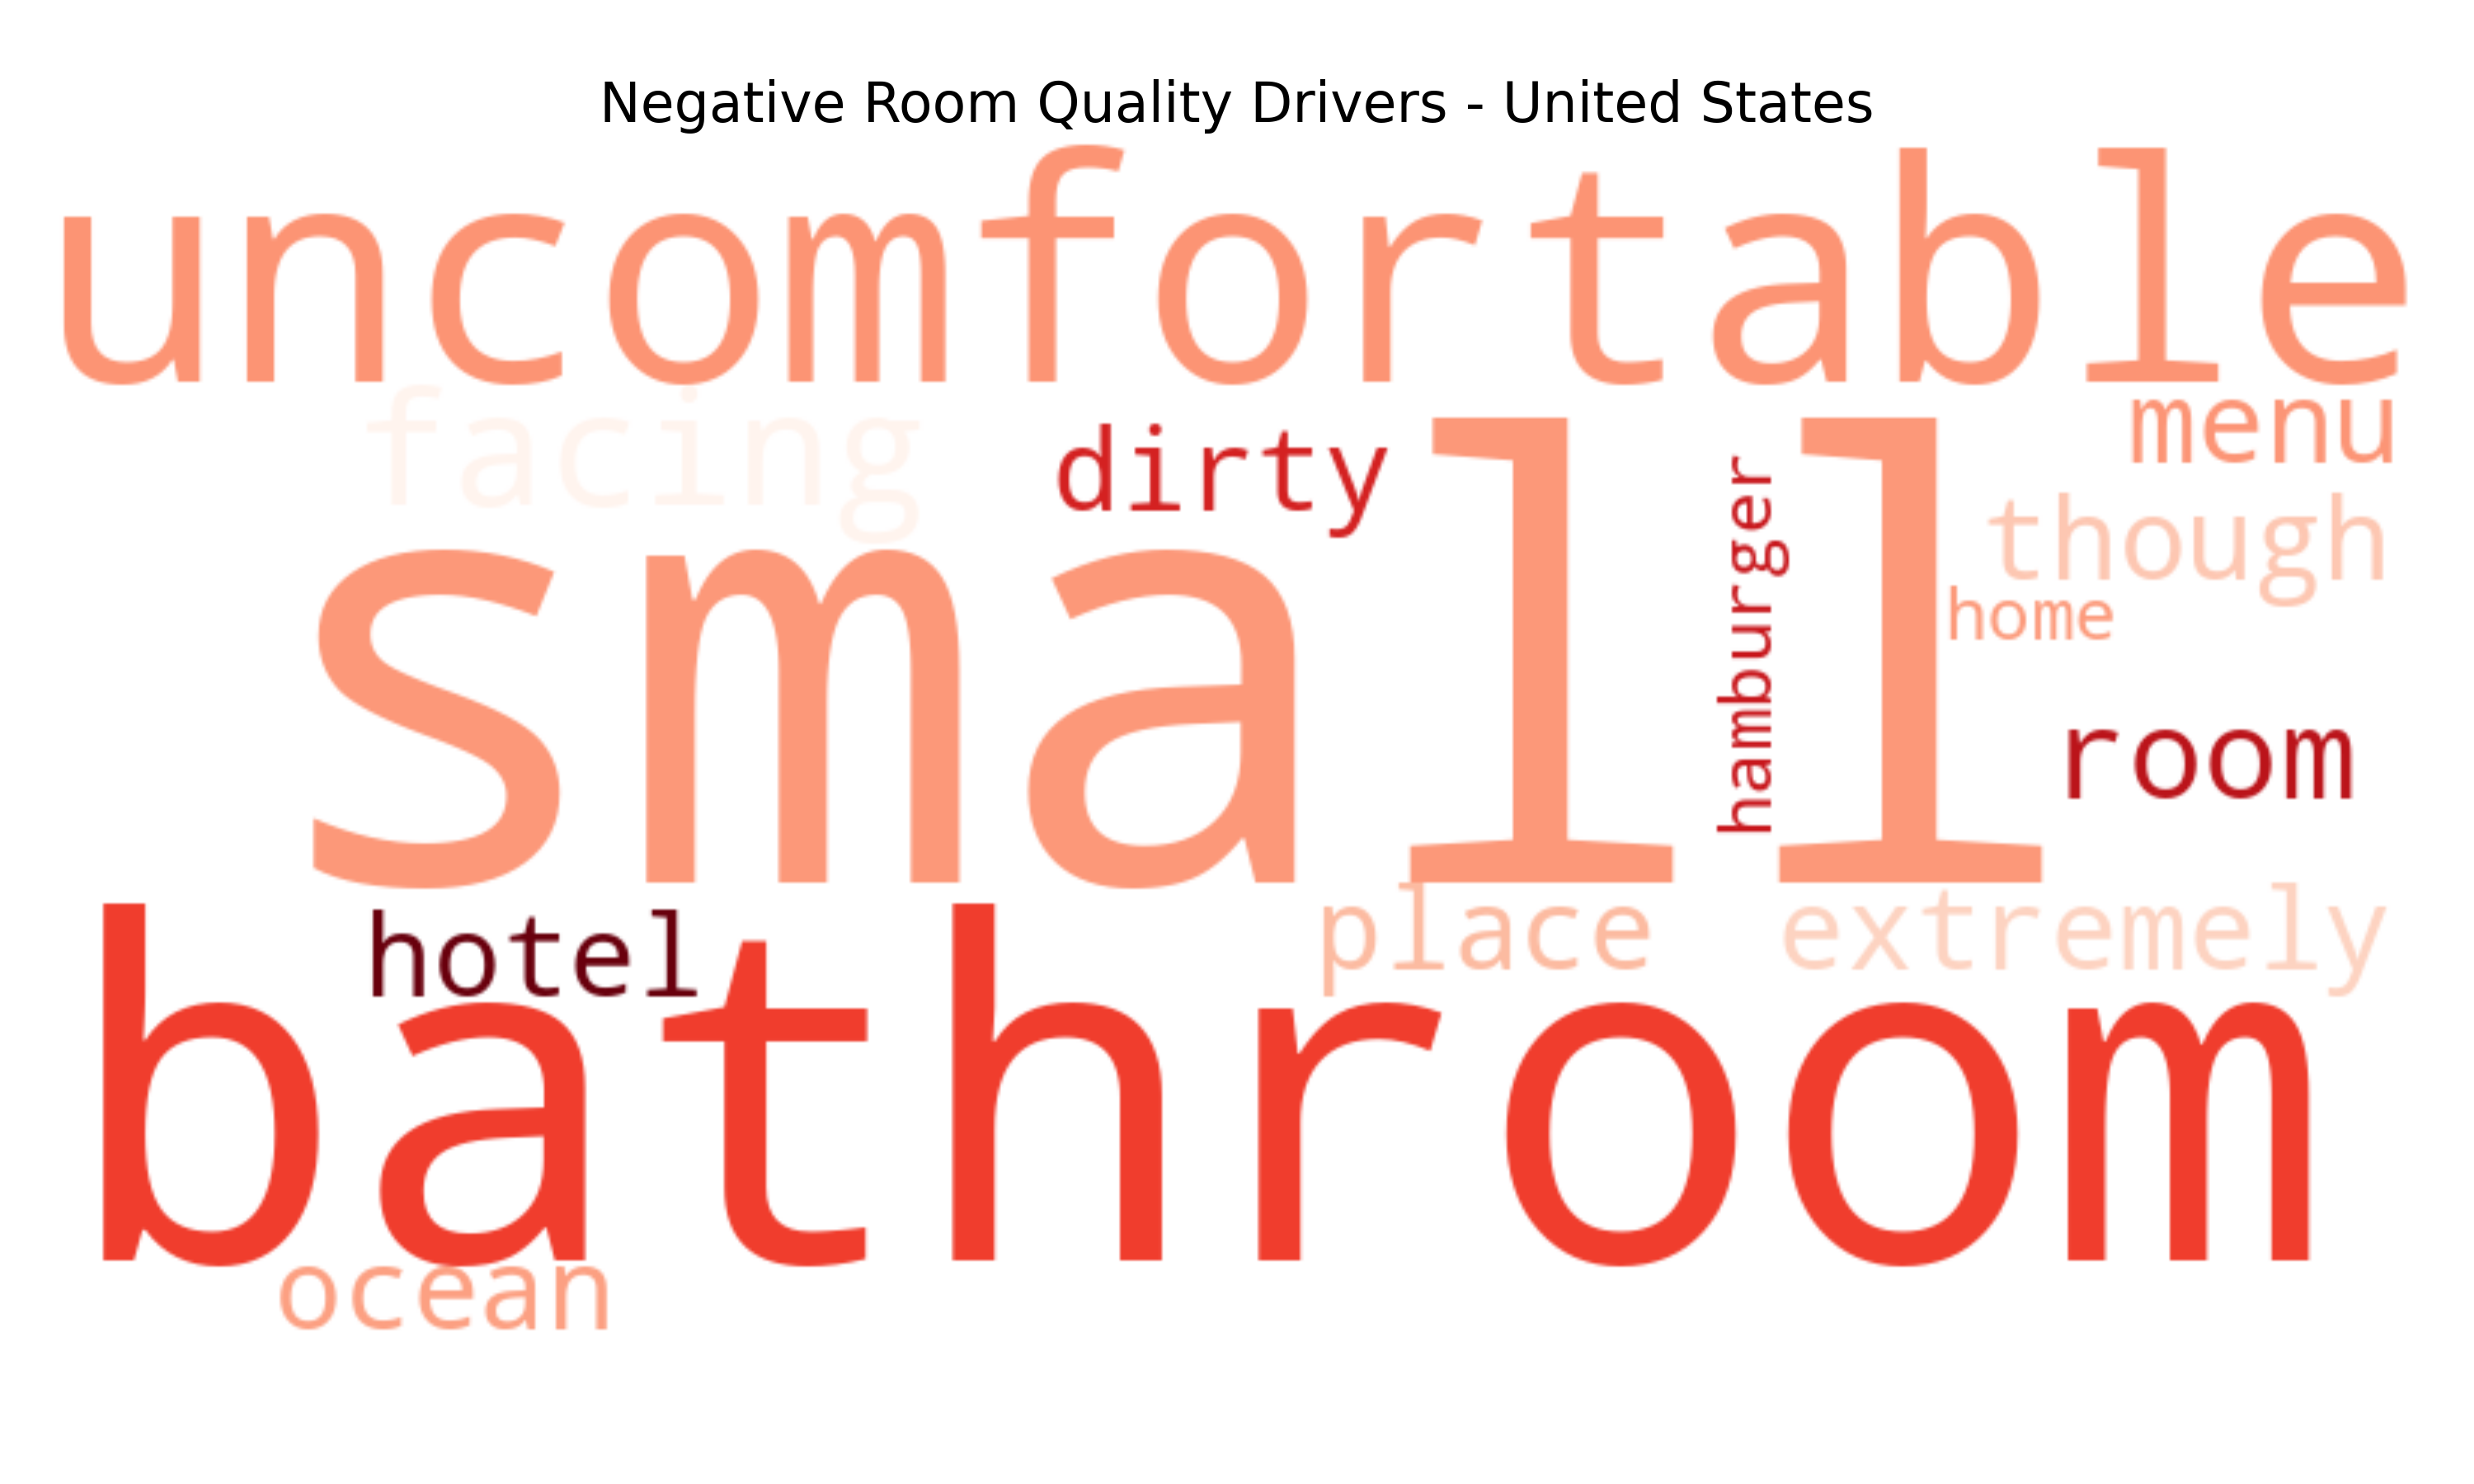 Negative Room Quality Drivers - United States
uncomfortable
facing
dirty
menu
though
small
hamburger
home
room
hotel
place
extremely
bathroom
ocean